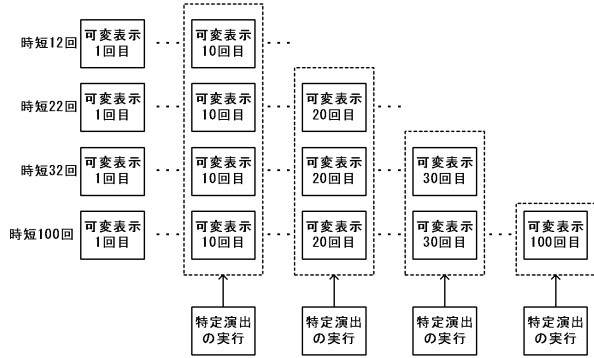 時短12回
可変表示
1回目
可変表示
10回目
時短22回
可変表示
1回目
可変表示
10回目
可変表示
20回目
時短32回
可変表示
1回目
可変表示
10回目
可変表示
20回目
可変表示
30回目
時短100回
可変表示
1回目
可変表示
10回目
可変表示
20回目
可変表示
30回目
可変表示
100回目
特定演出
の実行
特定演出
の実行
特定演出
の実行
特定演出
の実行